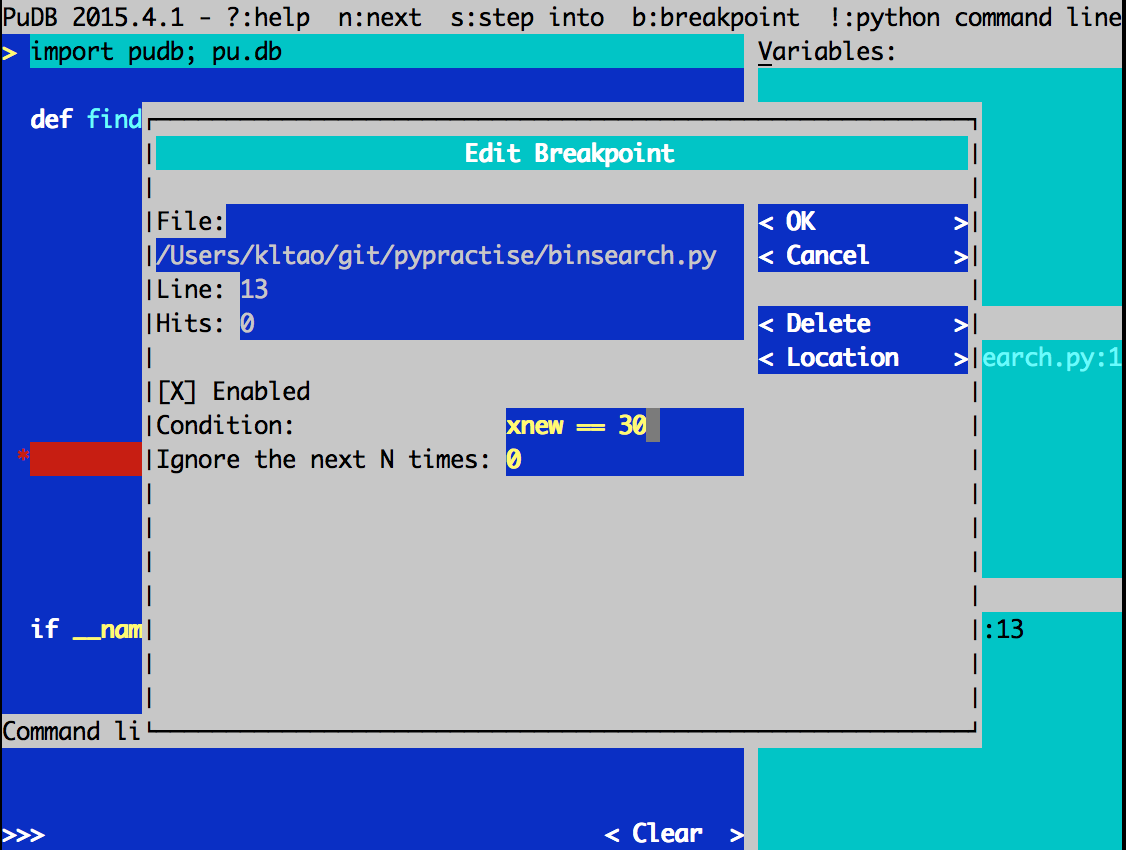 PuDB 2015.4.1 - ?:help  n:next  s:step into  b:breakpoint  !:python command line
> import pudb; pu.db
Variables:
def find
Edit Breakpoint
File:
/Users/kltao/git/pypractise/binsearch.py
< OK >
< Cancel >
Line: 13
Hits: 0
< Delete >
< Location >
earch.py:1
[X] Enabled
Condition: xnew == 30
*
Ignore the next N times: 0
if __nam
:13
Command li
>>>
< Clear >